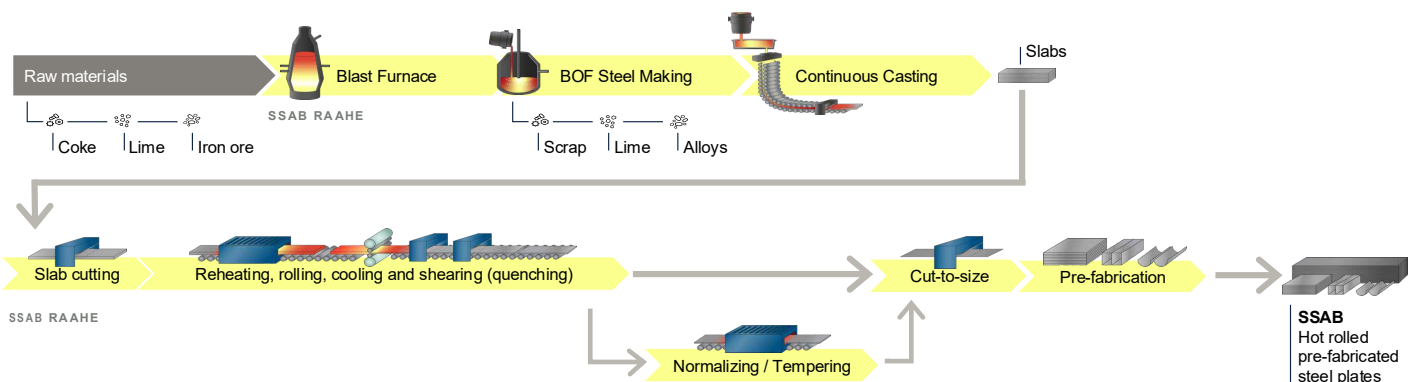 Slabs
Raw materials
Blast Furnace
BOF Steel Making
Continuous Casting
SSAB RAAHE
Coke
Lime
Iron ore
Scrap
Lime
Alloys
Slab cutting
Reheating, rolling, cooling and shearing (quenching)
Cut-to-size
Pre-fabrication
SSAB RAAHE
Normalizing / Tempering
SSAB
Hot rolled
pre-fabricated
steel plates